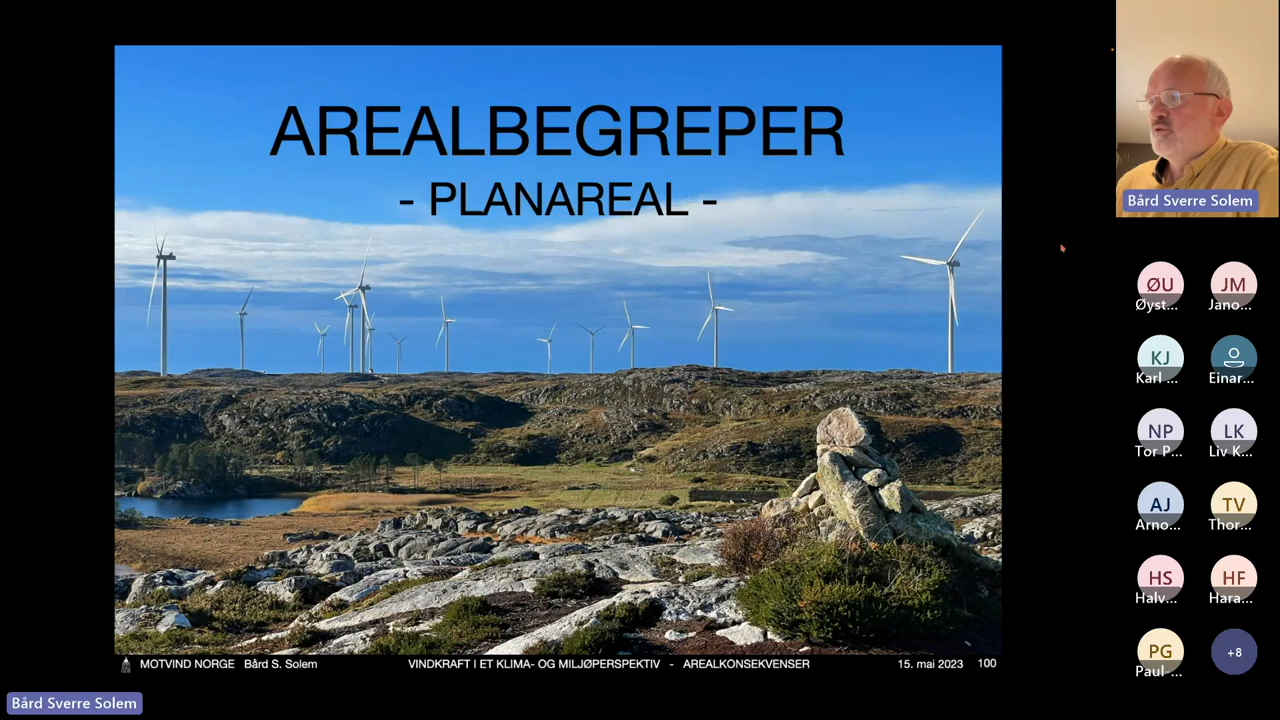 AREALBEGREPER
- PLANAREAL -
MOTVIND NORGE Bård S. Solem
VINDKRAFT I ET KLIMA- OG MILJØPERSPEKTIV - AREALKONSEKVENSER
15. mai 2023 100
Bård Sverre Solem
Bård Sverre Solem
ØU
Øyst...
JM
Jano...
KJ
Karl ...
Einar...
NP
Tor P...
LK
Liv K...
AJ
Arno...
TV
Thor...
HS
Halv...
HF
Hara...
PG
Paul-...
+8